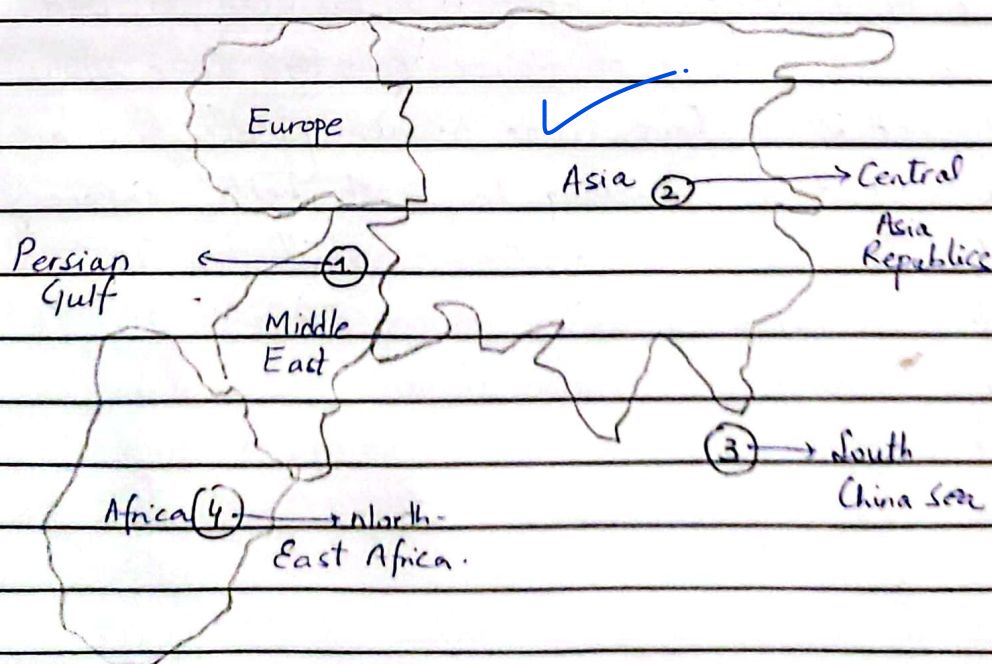 Europe
Asia 2 → Central
Asia
Republics
Persian ← 1
Gulf
Middle
East
3 → South
China sea
Africa 4 → North-
East Africa.